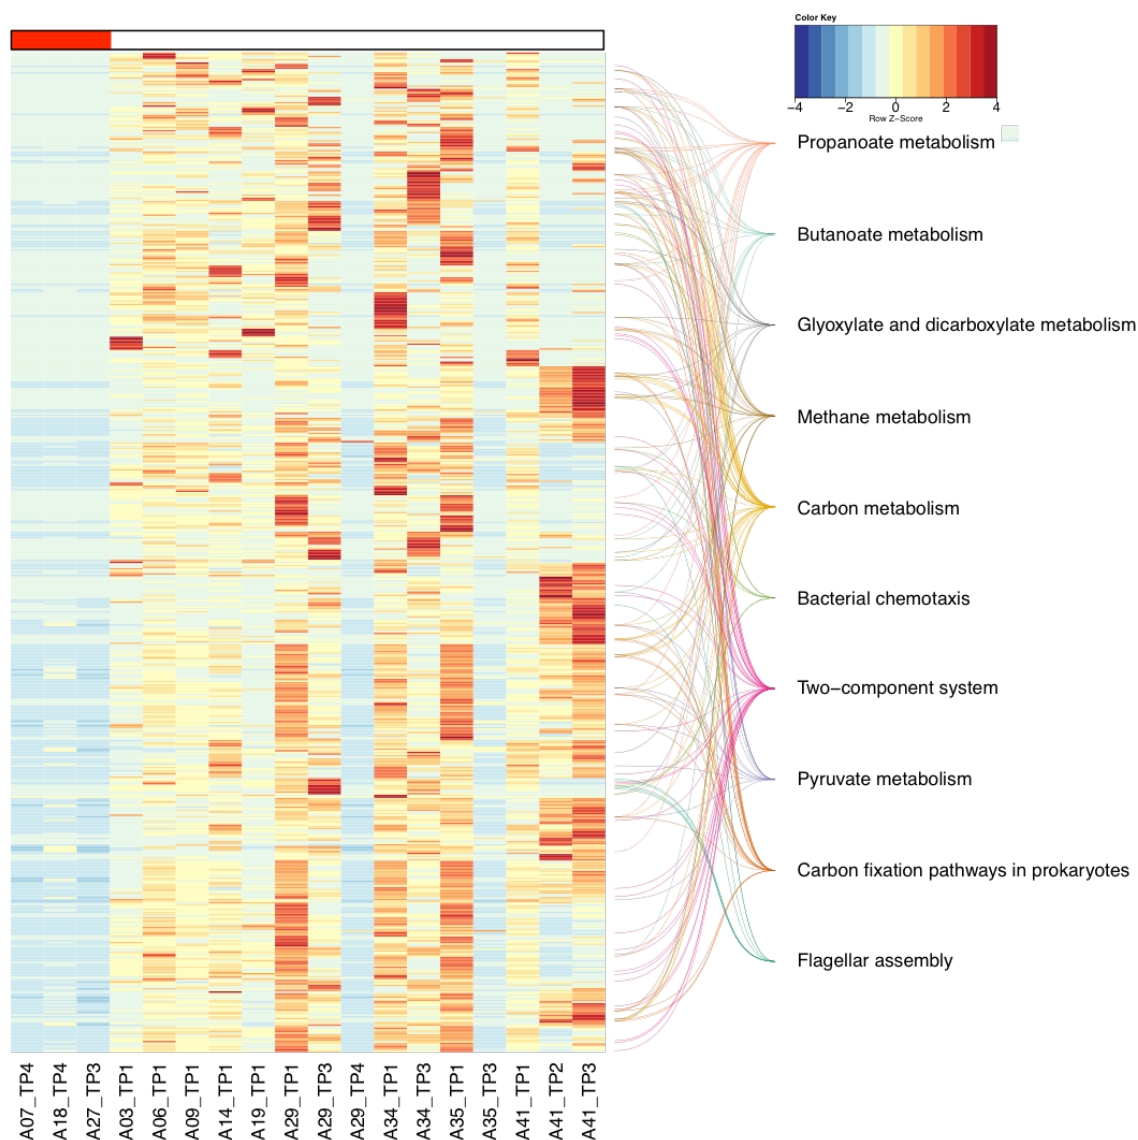 Color Key
−4 −2 0 2 4
Row Z−Score
Propanoate metabolism
Butanoate metabolism
Glyoxylate and dicarboxylate metabolism
Methane metabolism
Carbon metabolism
Bacterial chemotaxis
Two−component system
Pyruvate metabolism
Carbon fixation pathways in prokaryotes
Flagellar assembly
A07_TP4
A18_TP4
A27_TP3
A03_TP1
A06_TP1
A09_TP1
A14_TP1
A19_TP1
A29_TP1
A29_TP3
A29_TP4
A34_TP1
A34_TP3
A35_TP1
A35_TP3
A41_TP1
A41_TP2
A41_TP3